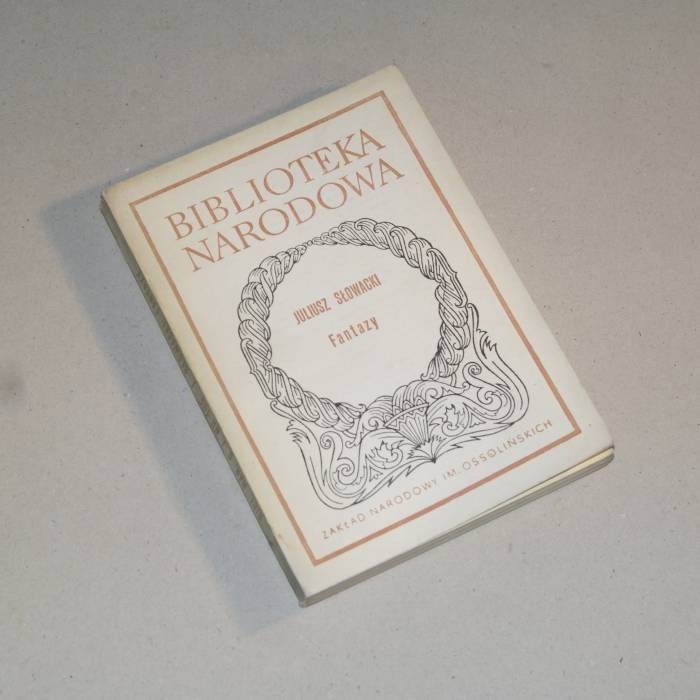 BIBLIOTEKA
NARODOWA
JULIUSZ SŁOWACKI
Fantazy
ZAKŁAD NARODOWY IM. OSSOLIŃSKICH